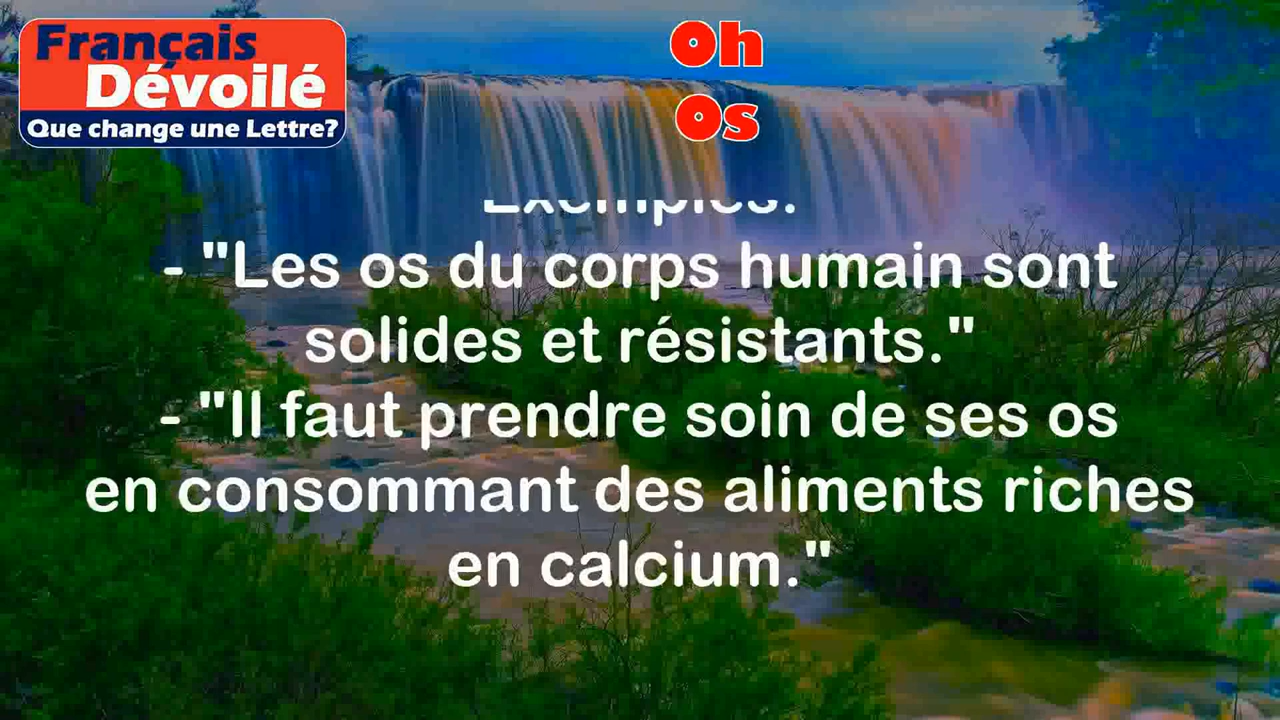 Français
Dévoilé
Que change une Lettre?
Oh
Os
Exemples:
- "Les os du corps humain sont
solides et résistants."
- "Il faut prendre soin de ses os
en consommant des aliments riches
en calcium."